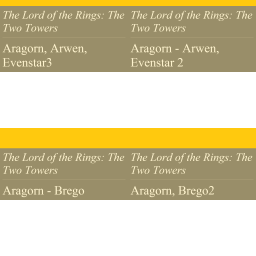 The Lord of the Rings: The
Two Towers
Aragorn, Arwen,
Evenstar3
The Lord of the Rings: The
Two Towers
Aragorn - Arwen,
Evenstar 2
The Lord of the Rings: The
Two Towers
Aragorn - Brego
The Lord of the Rings: The
Two Towers
Aragorn, Brego2